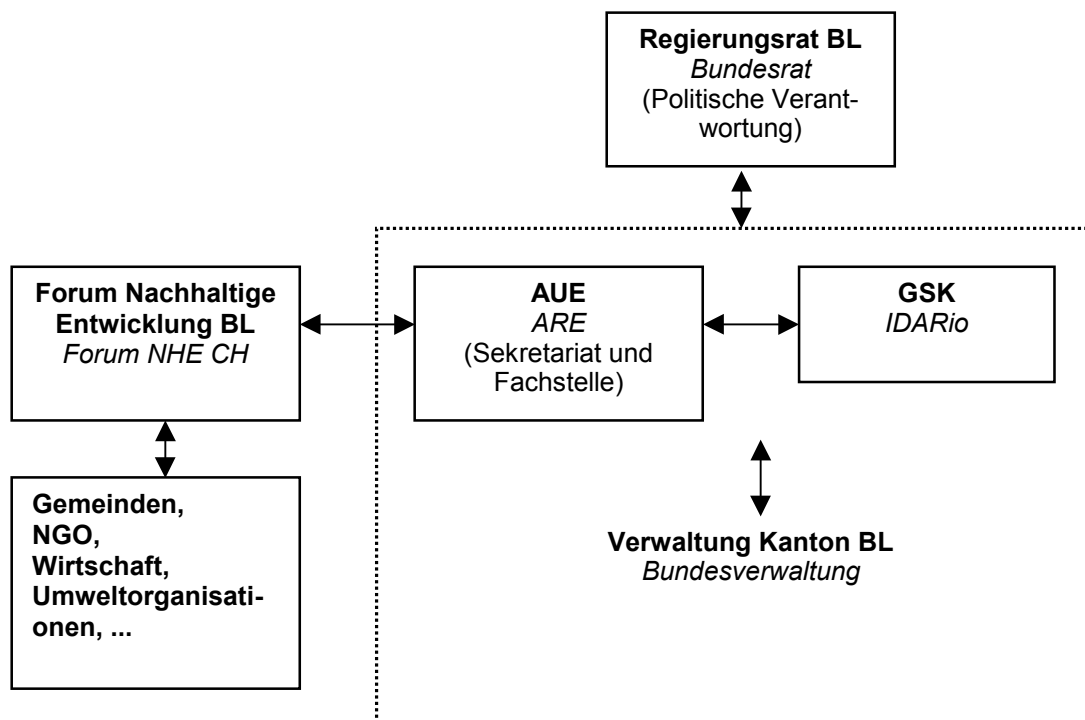 Regierungsrat BL
Bundesrat
(Politische Verant-
wortung)
Forum Nachhaltige
Entwicklung BL
Forum NHE CH
AUE
ARE
(Sekretariat und
Fachstelle)
GSK
IDARio
Gemeinden,
NGO,
Wirtschaft,
Umweltorganisati-
onen, ...
Verwaltung Kanton BL
Bundesverwaltung